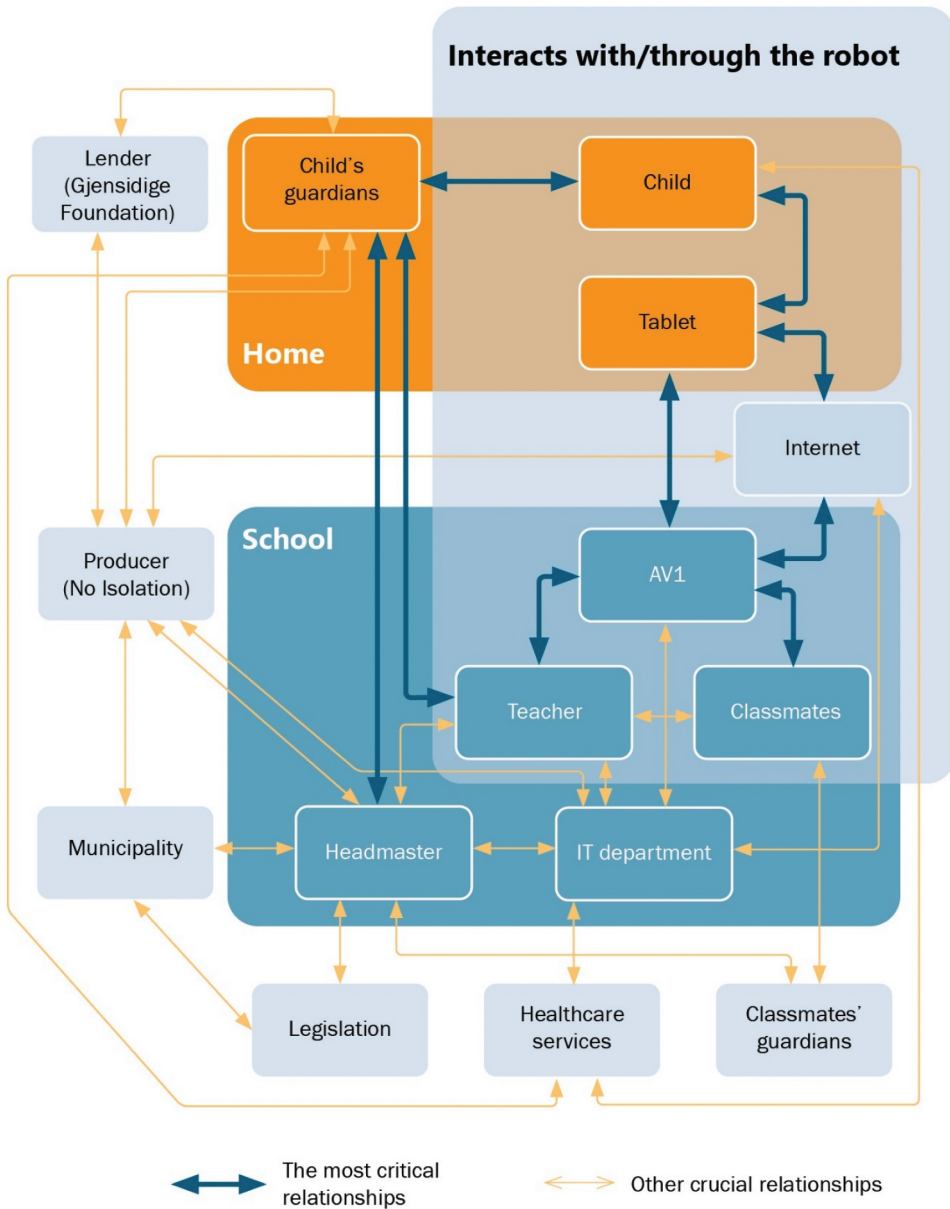 Interacts with/through the robot
Lender
(Gjensidige
Foundation)
Child's
guardians
Child
Tablet
Home
Internet
School
Producer
(No Isolation)
AV1
Teacher
Classmates
Municipality
Headmaster
IT department
Legislation
Healthcare
services
Classmates'
guardians
The most critical
relationships
Other crucial relationships